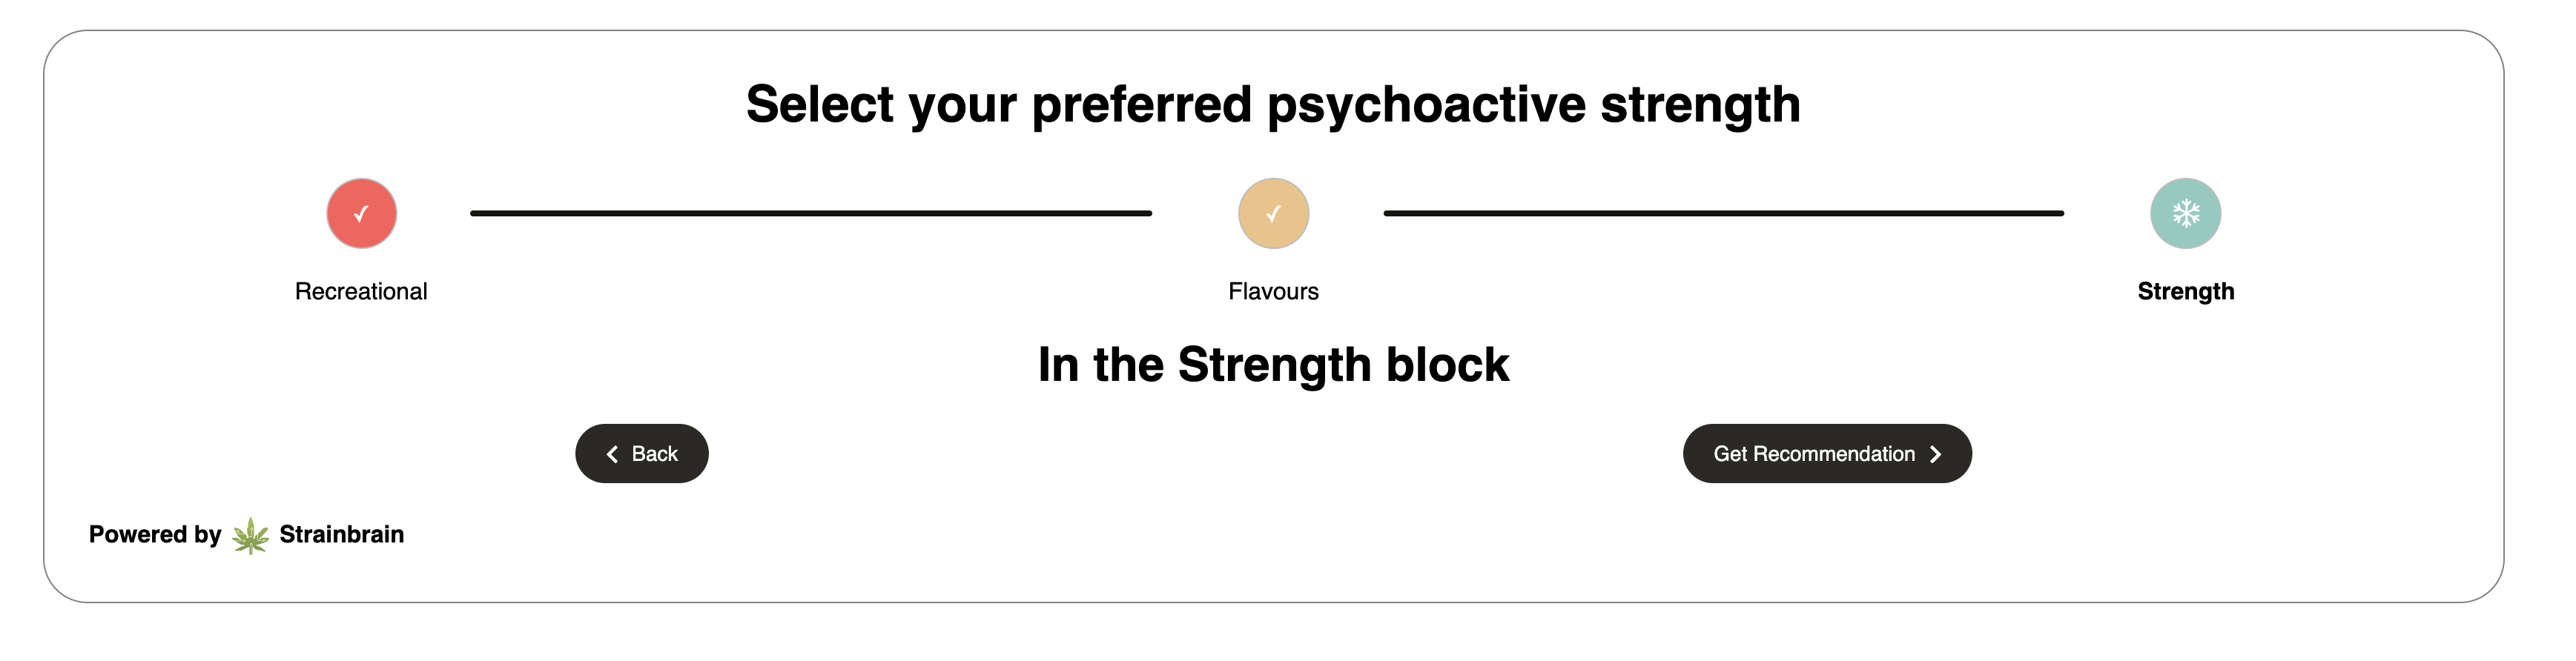 Select your preferred psychoactive strength
Recreational
Flavours
Strength
In the Strength block
Back
Get Recommendation
Powered by Strainbrain